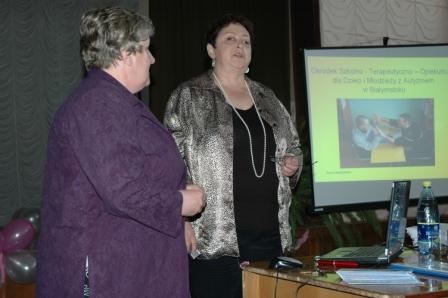 Ośrodek Szkolno - Terapeutyczno – Opiekuńczy
dla Dzieci i Młodzieży z Autyzmem
w Białymstoku